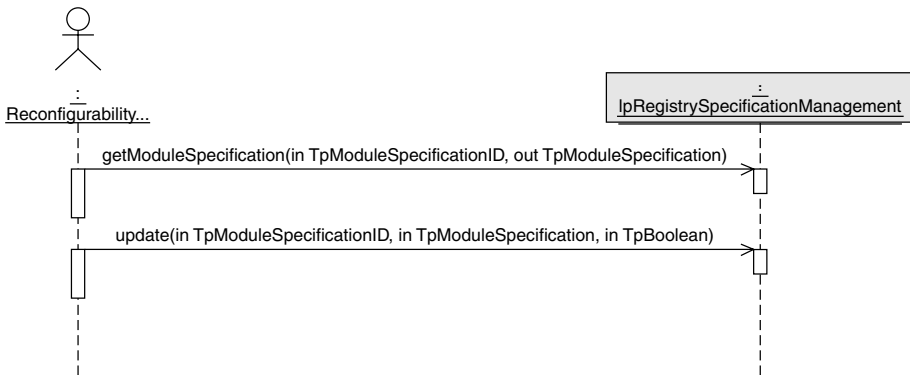 :
Reconfigurability...
:
IpRegistrySpecificationManagement
getModuleSpecification(in TpModuleSpecificationID, out TpModuleSpecification)
update(in TpModuleSpecificationID, in TpModuleSpecification, in TpBoolean)